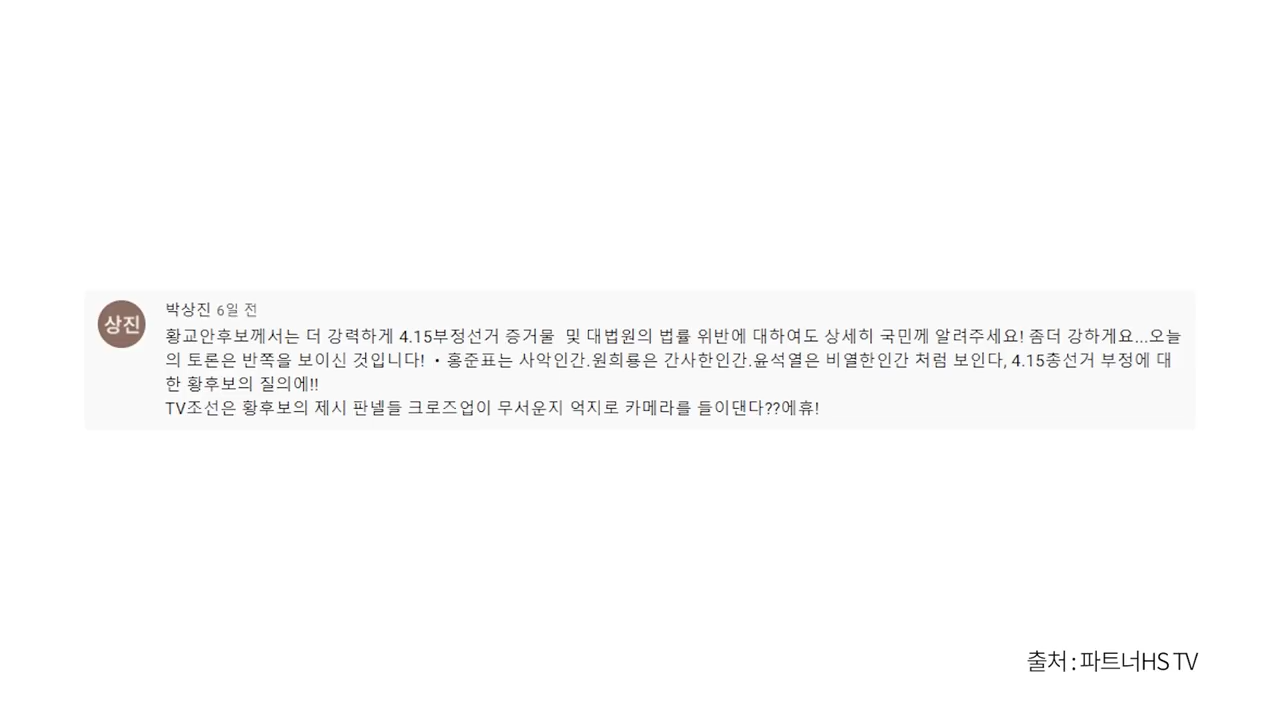 상진
박상진 6일 전
황교안후보께서는 더 강력하게 4.15부정선거 증거물  및 대법원의 법률 위반에 대하여도 상세히 국민께 알려주세요! 좀더 강하게요...오늘
의 토론은 반쪽을 보이신 것입니다! ・홍준표는 사악인간.원희룡은 간사한인간.윤석열은 비열한인간 처럼 보인다, 4.15총선거 부정에 대
한 황후보의 질의에!!
TV조선은 황후보의 제시 판넬들 크로즈업이 무서운지 억지로 카메라를 들이댄다??에휴!
출처 : 파트너HS TV